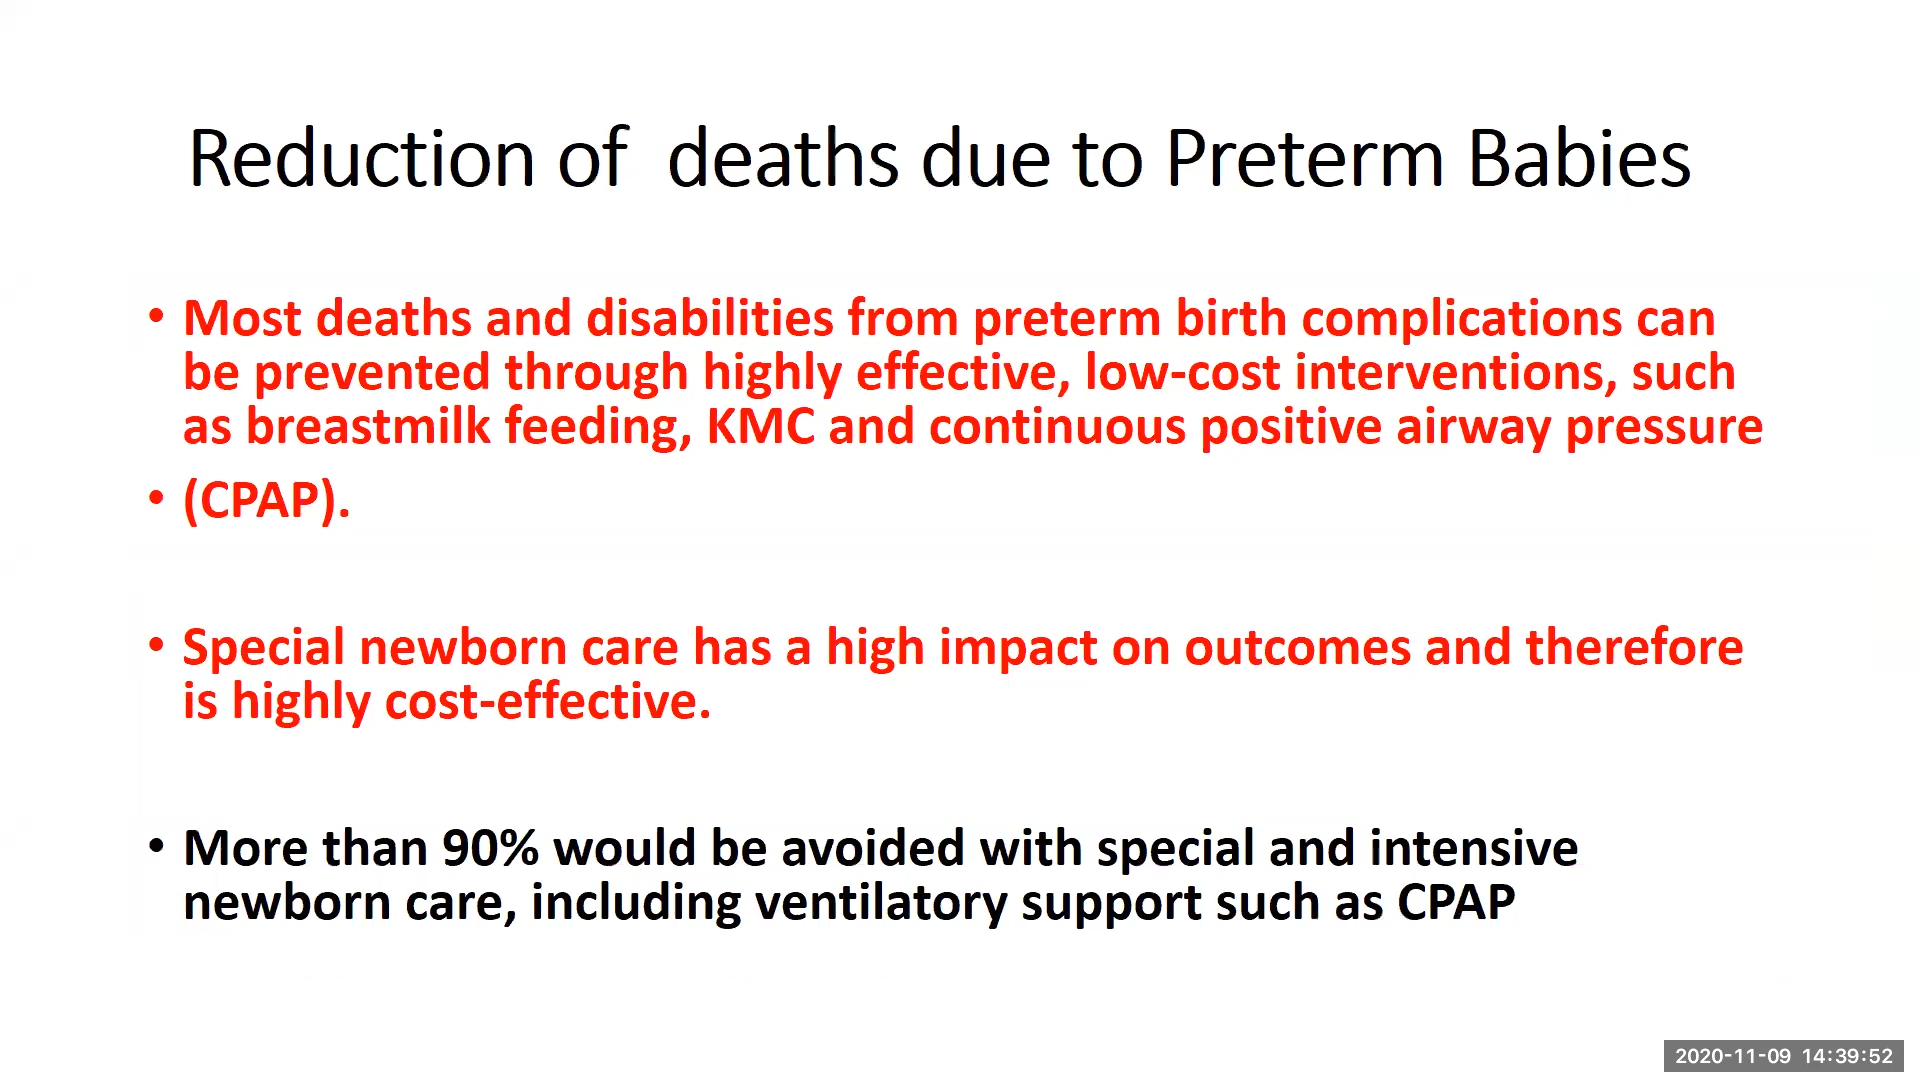 Reduction of  deaths due to Preterm Babies
• Most deaths and disabilities from preterm birth complications can
be prevented through highly effective, low-cost interventions, such
as breastmilk feeding, KMC and continuous positive airway pressure
• (CPAP).
• Special newborn care has a high impact on outcomes and therefore
is highly cost-effective.
• More than 90% would be avoided with special and intensive
newborn care, including ventilatory support such as CPAP
2020-11-09 14:39:52